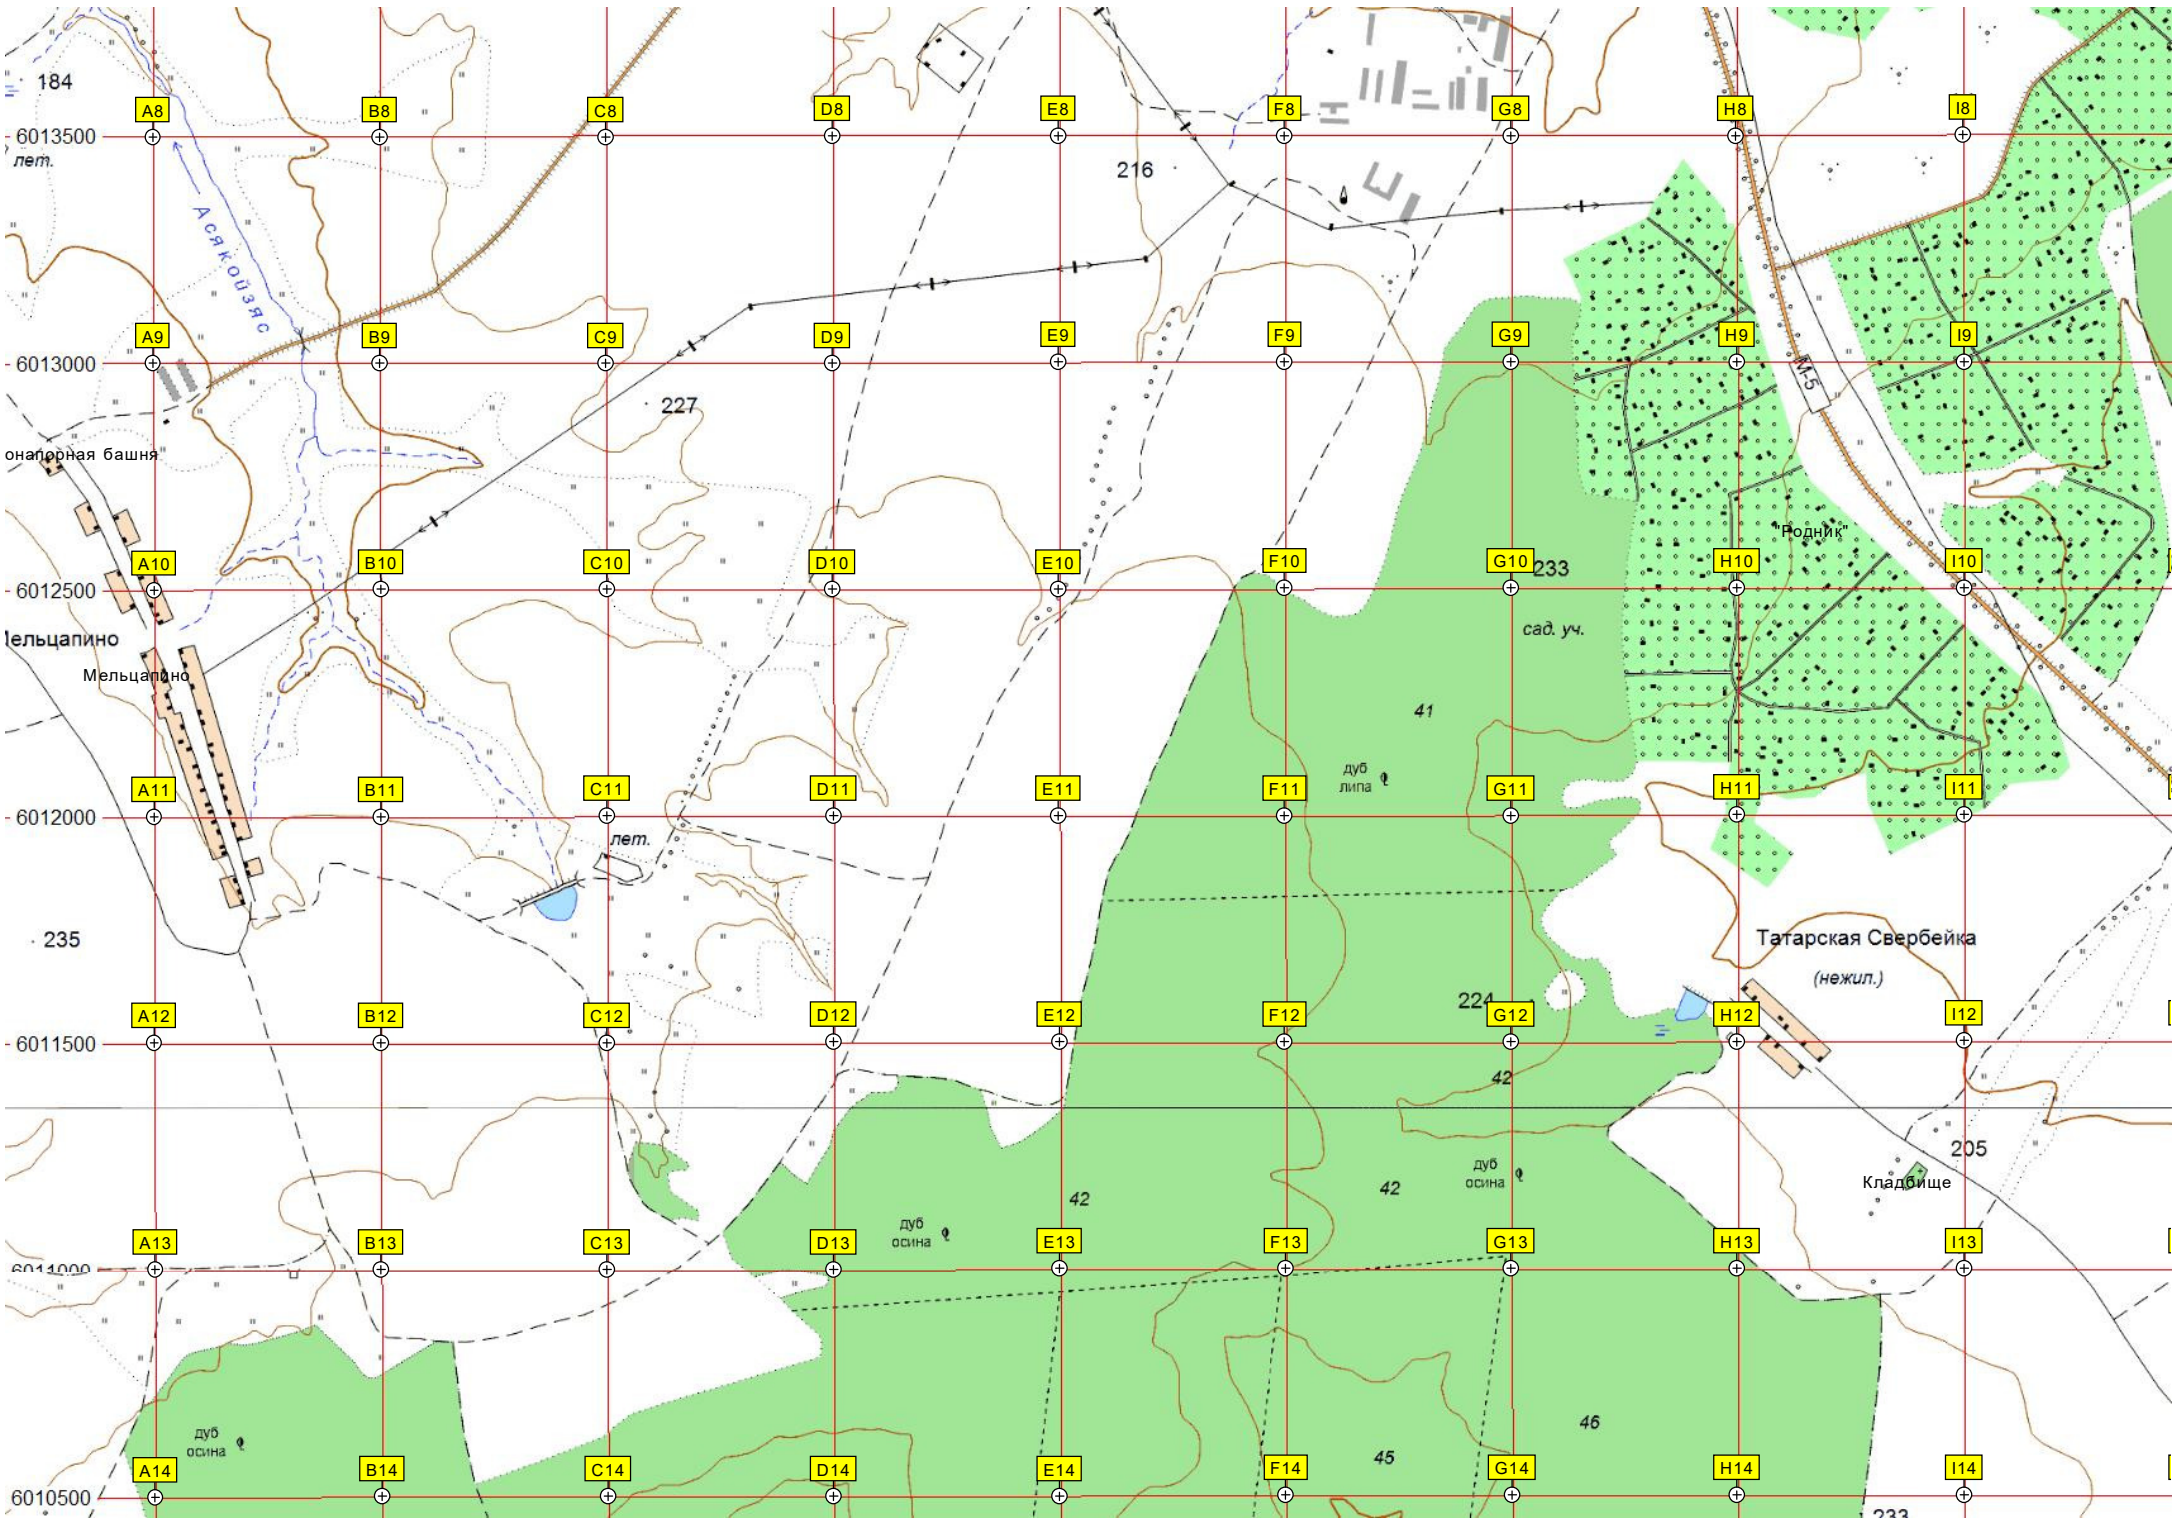 184
A8
B8
C8
D8
E8
F8
G8
H8
I8
6013500
лет.
216
Асякойзяс
A9
B9
C9
D9
E9
F9
G9
H9
I9
6013000
М-5
227
онапорная башня
"Родник"
A10
B10
C10
D10
E10
F10
G10
H10
I10
233
6012500
сад. уч.
Мельцапино
41
дуб
липа
A11
B11
C11
D11
E11
F11
G11
H11
I11
6012000
лет.
235
Татарская Свербейка
(нежил.)
224
A12
B12
C12
D12
E12
F12
G12
H12
I12
6011500
42
205
дуб
осина
42
42
Кладбище
дуб
осина
A13
B13
C13
D13
E13
F13
G13
H13
I13
6011000
46
дуб
осина
45
A14
B14
C14
D14
E14
F14
G14
H14
I14
6010500
233